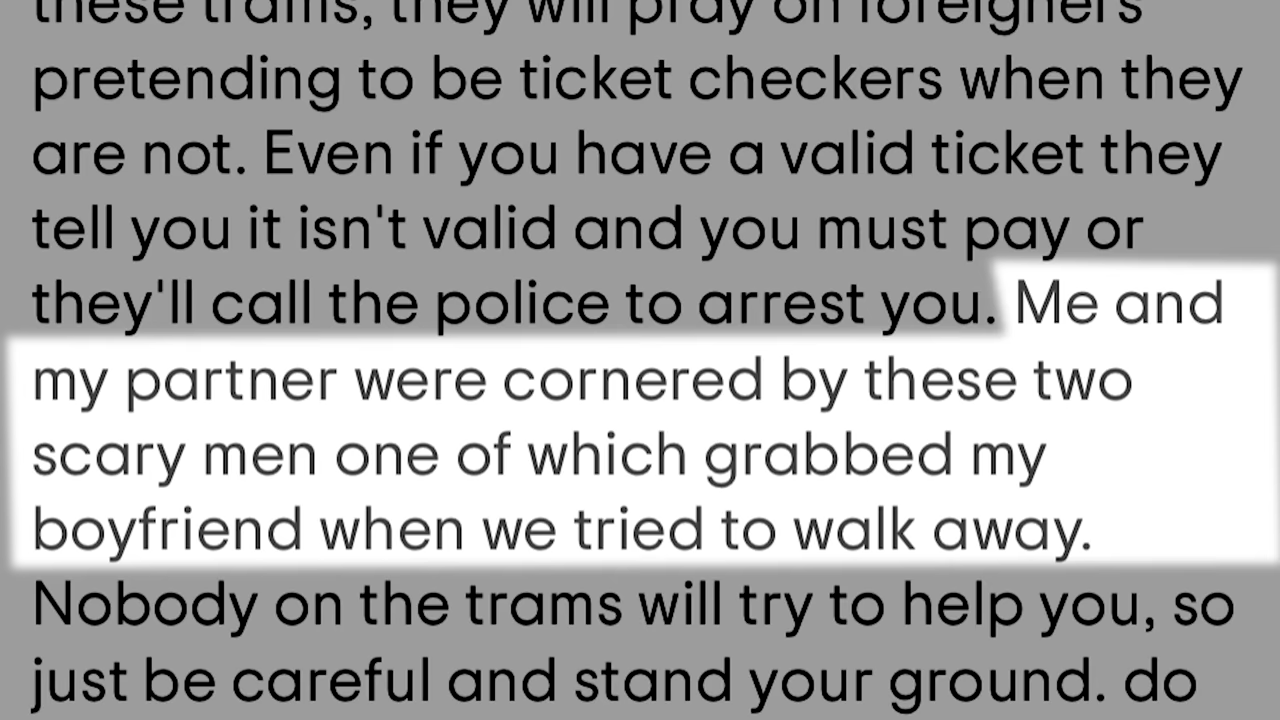 these trams, they will pray on foreigners
pretending to be ticket checkers when they
are not. Even if you have a valid ticket they
tell you it isn't valid and you must pay or
they'll call the police to arrest you. Me and
my partner were cornered by these two
scary men one of which grabbed my
boyfriend when we tried to walk away.
Nobody on the trams will try to help you, so
just be careful and stand your ground. do